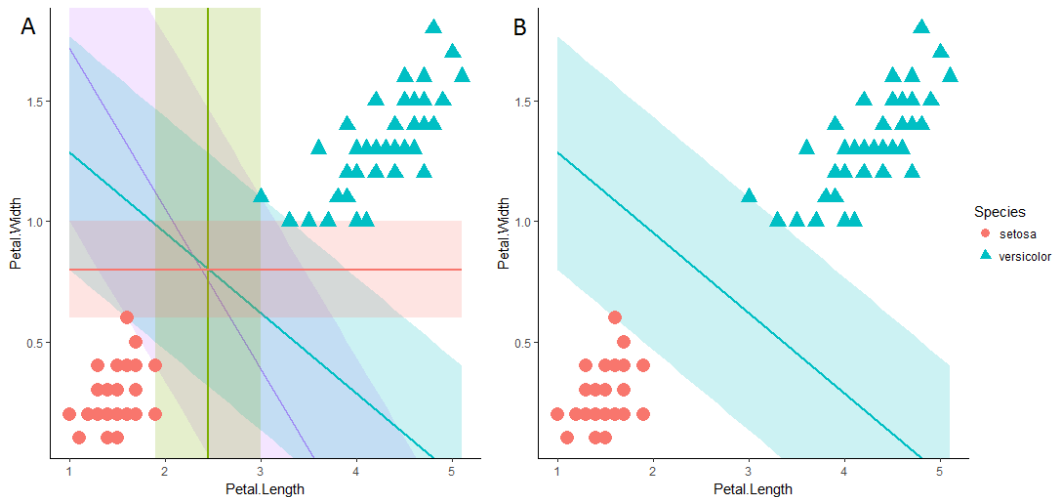 A
B
1.5
1.0
0.5
Petal.Width
1
2
3
4
5
Petal.Length
1.5
1.0
0.5
Petal.Width
1
2
3
4
5
Petal.Length
Species
setosa
versicolor